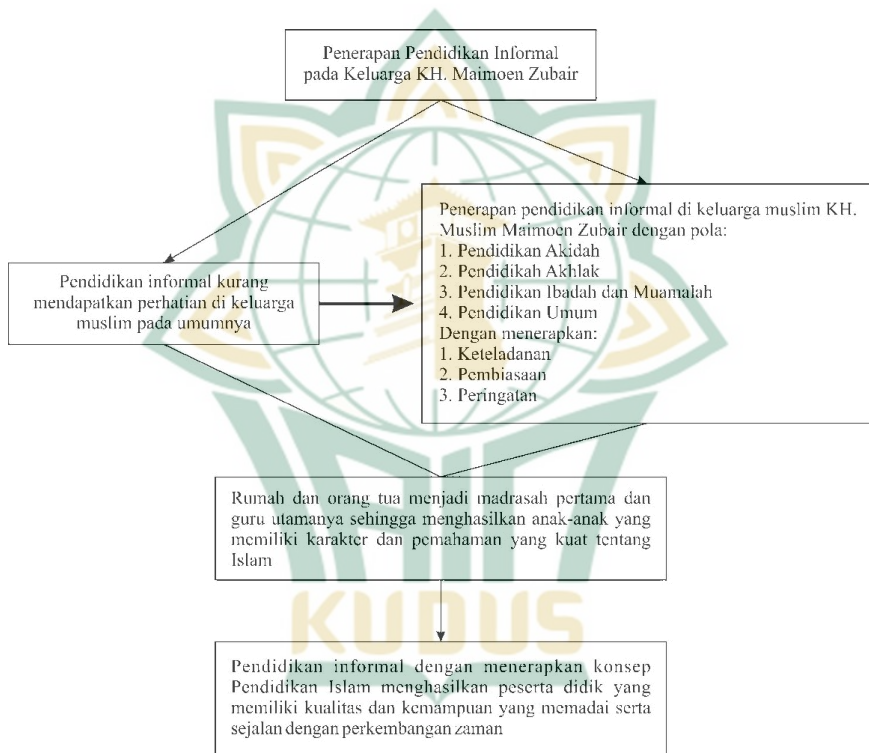 Penerapan Pendidikan Informal
pada Keluarga KH. Maimoen Zubair
Penerapan pendidikan informal di keluarga muslim KH.
Muslim Maimoen Zubair dengan pola:
1. Pendidikan Akidah
2. Pendidikah Akhlak
3. Pendidikan Ibadah dan Muamalah
4. Pendidikan Umum
Dengan menerapkan:
1. Keteladanan
2. Pembiasaan
3. Peringatan
Pendidikan informal kurang
mendapatkan perhatian di keluarga
muslim pada umumnya
Rumah dan orang tua menjadi madrasah pertama dan
guru utamanya sehingga menghasilkan anak-anak yang
memiliki karakter dan pemahaman yang kuat tentang
Islam
KUDUS
Pendidikan informal dengan menerapkan konsep
Pendidikan Islam menghasilkan peserta didik yang
memiliki kualitas dan kemampuan yang memadai serta
sejalan dengan perkembangan zaman